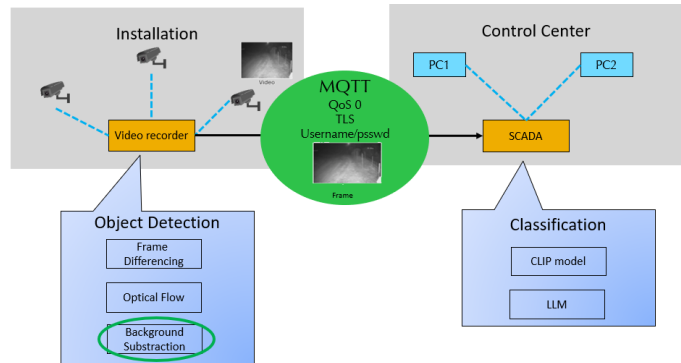 Installation
Video
Video recorder
MQTT
QoS 0
TLS
Username/psswd
Frame
Control Center
PC1
PC2
SCADA
Object Detection
Frame
Differencing
Optical Flow
Background
Substraction
Classification
CLIP model
LLM